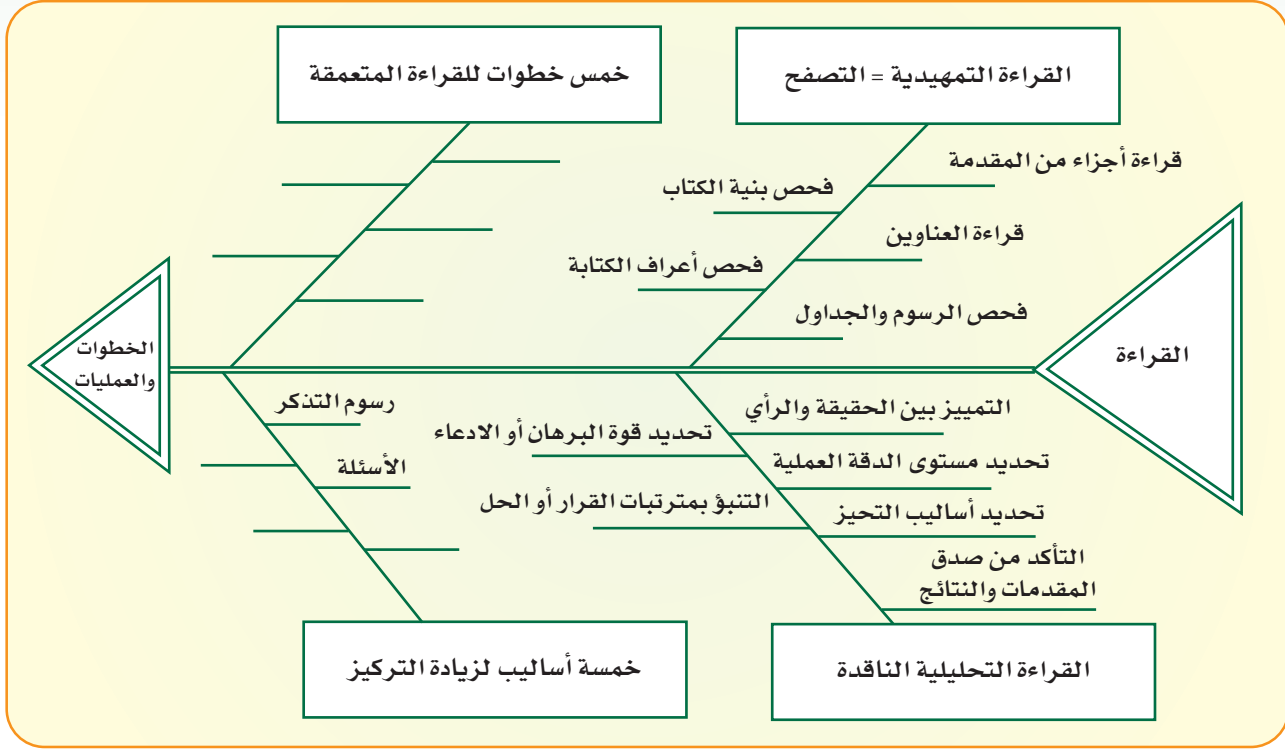 القراءة التمهيدية = التصفح
خمس خطوات للقراءة المتعمقة
قراءة أجزاء من المقدمة
فحص بنية الكتاب
قراءة العناوين
فحص أعراف الكتابة
فحص الرسوم والجداول
القراءة
الخطوات
والعمليات
التمييز بين الحقيقة والرأي
تحديد قوة البرهان أو الادعاء
تحديد مستوى الدقة العملية
التنبؤ بمترتبات القرار أو الحل
تحديد أساليب التحيز
التأكد من صدق
المقدمات والنتائج
رسوم التذكر
الأسئلة
القراءة التحليلية الناقدة
خمسة أساليب لزيادة التركيز